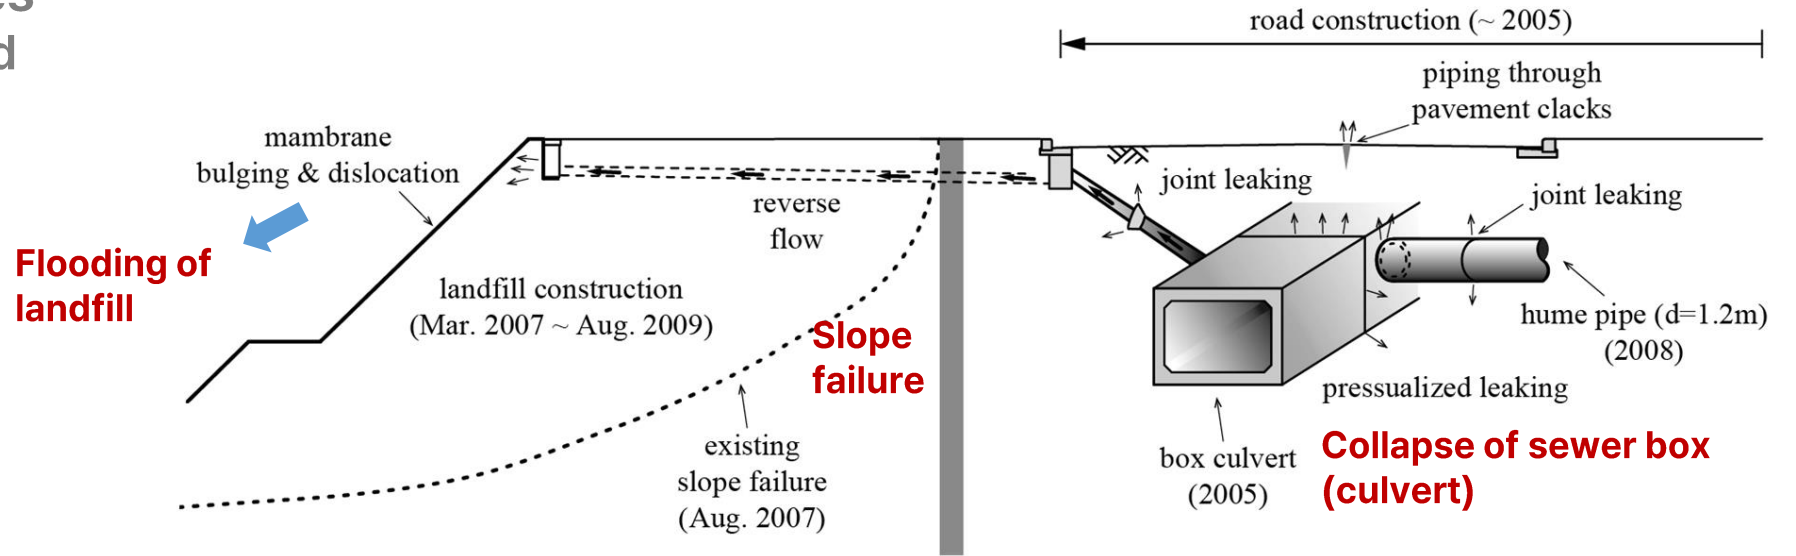 es
d
road construction (~ 2005)
piping through
pavement clacks
mambrane
bulging & dislocation
joint leaking
joint leaking
reverse
flow
Flooding of
landfill
landfill construction
(Mar. 2007 ~ Aug. 2009)
Slope
failure
hume pipe (d=1.2m)
(2008)
pressualized leaking
existing
slope failure
(Aug. 2007)
box culvert
(2005)
Collapse of sewer box
(culvert)